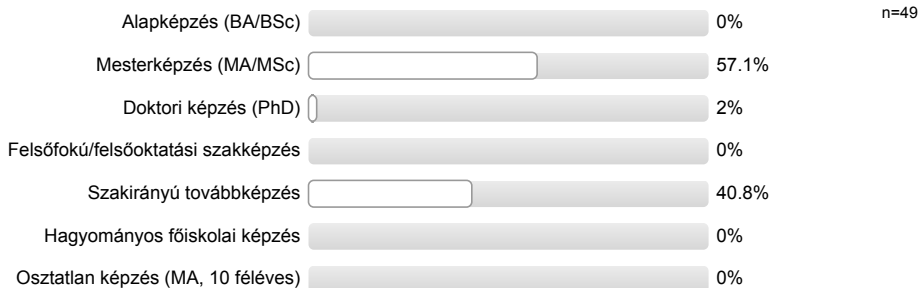 Alapképzés (BA/BSc) 0% n=49
Mesterképzés (MA/MSc) 57.1%
Doktori képzés (PhD) 2%
Felsőfokú/felsőoktatási szakképzés 0%
Szakirányú továbbképzés 40.8%
Hagyományos főiskolai képzés 0%
Osztatlan képzés (MA, 10 féléves) 0%